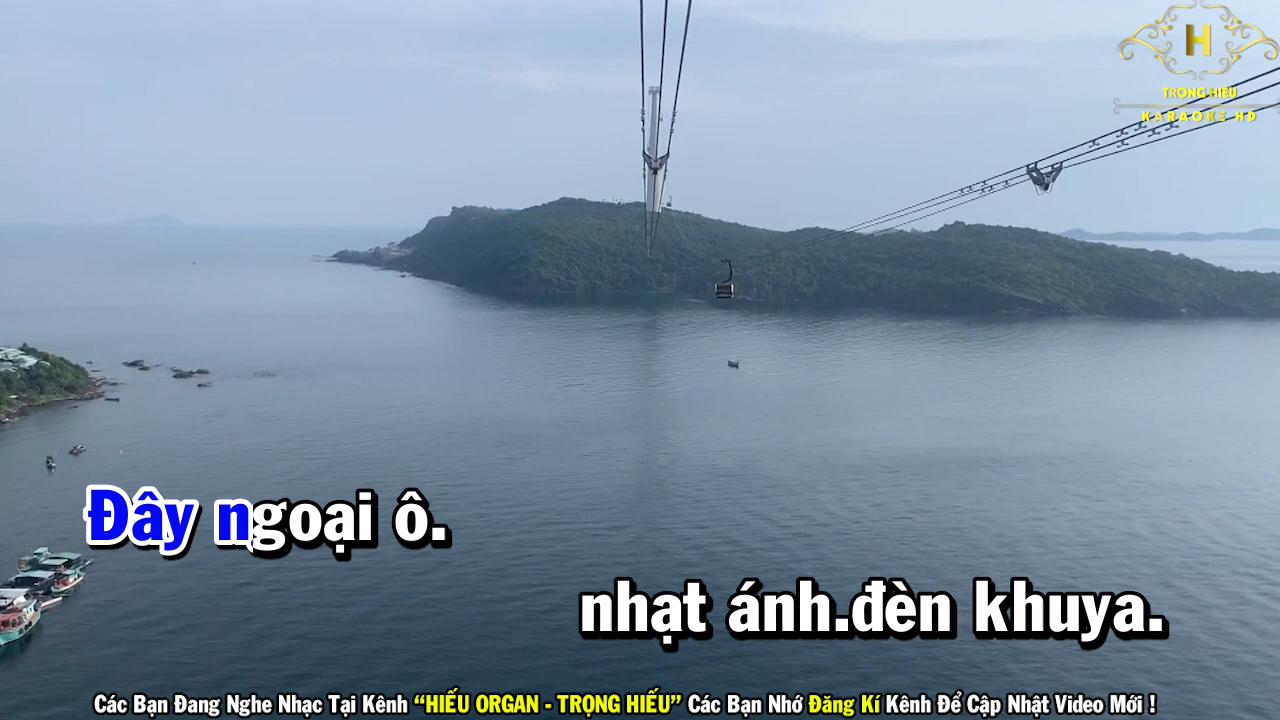 H
TRỌNG HIẾU
KARAOKE HD
Đây ngoại ô.
nhạt ánh.đèn khuya.
Các Bạn Đang Nghe Nhạc Tại Kênh “HIẾU ORGAN - TRỌNG HIẾU” Các Bạn Nhớ Đăng Kí Kênh Để Cập Nhật Video Mới !